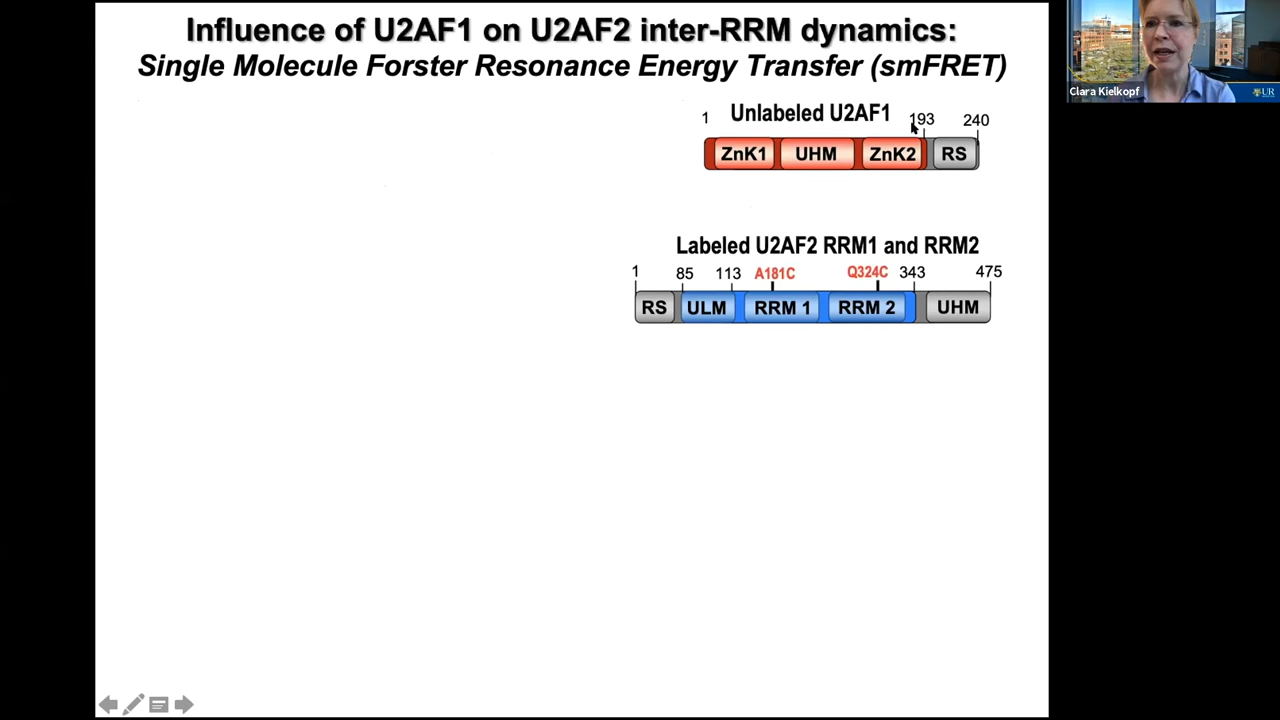 Influence of U2AF1 on U2AF2 inter-RRM dynamics:
Single Molecule Forster Resonance Energy Transfer (smFRET)
Clara Kielkopf
UR
Unlabeled U2AF1
1 193 240
ZnK1 UHM ZnK2 RS
Labeled U2AF2 RRM1 and RRM2
1 85 113 A181C Q324C 343 475
RS ULM RRM 1 RRM 2 UHM